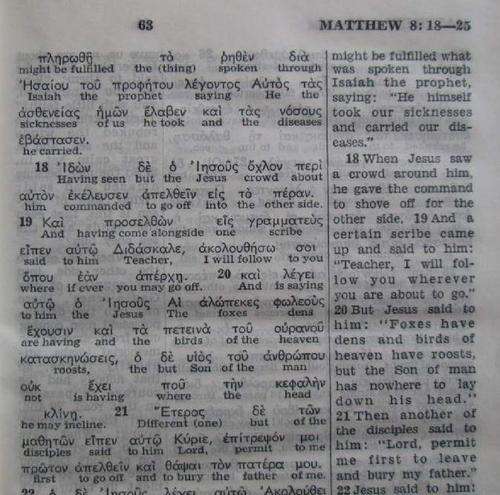 63
MATTHEW 8:18—25
πληρωθῇ τὸ ῥηθὲν διὰ
might be fulfilled the (thing) spoken through
Ἠσαίου τοῦ προφήτου λέγοντος Αὐτὸς τὰς
Isaiah the prophet saying He the
ἀσθενείας ἡμῶν ἔλαβεν καὶ τὰς νόσους
sicknesses of us he took and the diseases
ἐβάστασεν.
he carried.
18 Ἰδὼν δὲ ὁ Ἰησοῦς ὄχλον περὶ
Having seen but the Jesus crowd about
αὐτὸν ἐκέλευσεν ἀπελθεῖν εἰς τὸ πέραν.
him commanded to go off into the other side.
19 Καὶ προσελθὼν εἷς γραμματεὺς
And having come alongside one scribe
εἶπεν αὐτῷ Διδάσκαλε, ἀκολουθήσω σοι
said to him Teacher, I will follow to you
ὅπου ἐὰν ἀπέρχῃ. 20 καὶ λέγει
where if ever you may go off. And is saying
αὐτῷ ὁ Ἰησοῦς Αἱ ἀλώπεκες φωλεοὺς
to him the Jesus The foxes dens
ἔχουσιν καὶ τὰ πετεινὰ τοῦ οὐρανοῦ
are having and the birds of the heaven
κατασκηνώσεις, ὁ δὲ υἱὸς τοῦ ἀνθρώπου
roosts, the but Son of the man
οὐκ ἔχει ποῦ τὴν κεφαλὴν
not is having where the head
κλίνῃ. 21 Ἕτερος δὲ τῶν
he may incline. Different (one) but of the
μαθητῶν εἶπεν αὐτῷ Κύριε, ἐπίτρεψόν μοι
disciples said to him Lord, permit to me
πρῶτον ἀπελθεῖν καὶ θάψαι τὸν πατέρα μου.
first to go off and to bury the father of me.
22 ὁ δὲ Ἰησοῦς λέγει αὐτῷ Ἀκολούθει
might be fulfilled what
was spoken through
Isaiah the prophet,
saying: "He himself
took our sicknesses
and carried our dis-
eases."
18 When Jesus saw
a crowd around him,
he gave the command
to shove off for the
other side. 19 And a
certain scribe came
up and said to him:
"Teacher, I will fol-
low you wherever
you are about to go."
20 But Jesus said to
him: "Foxes have
dens and birds of
heaven have roosts,
but the Son of man
has nowhere to lay
down his head."
21 Then another of
the disciples said to
him: "Lord, permit
me first to leave
and bury my father."
22 Jesus said to